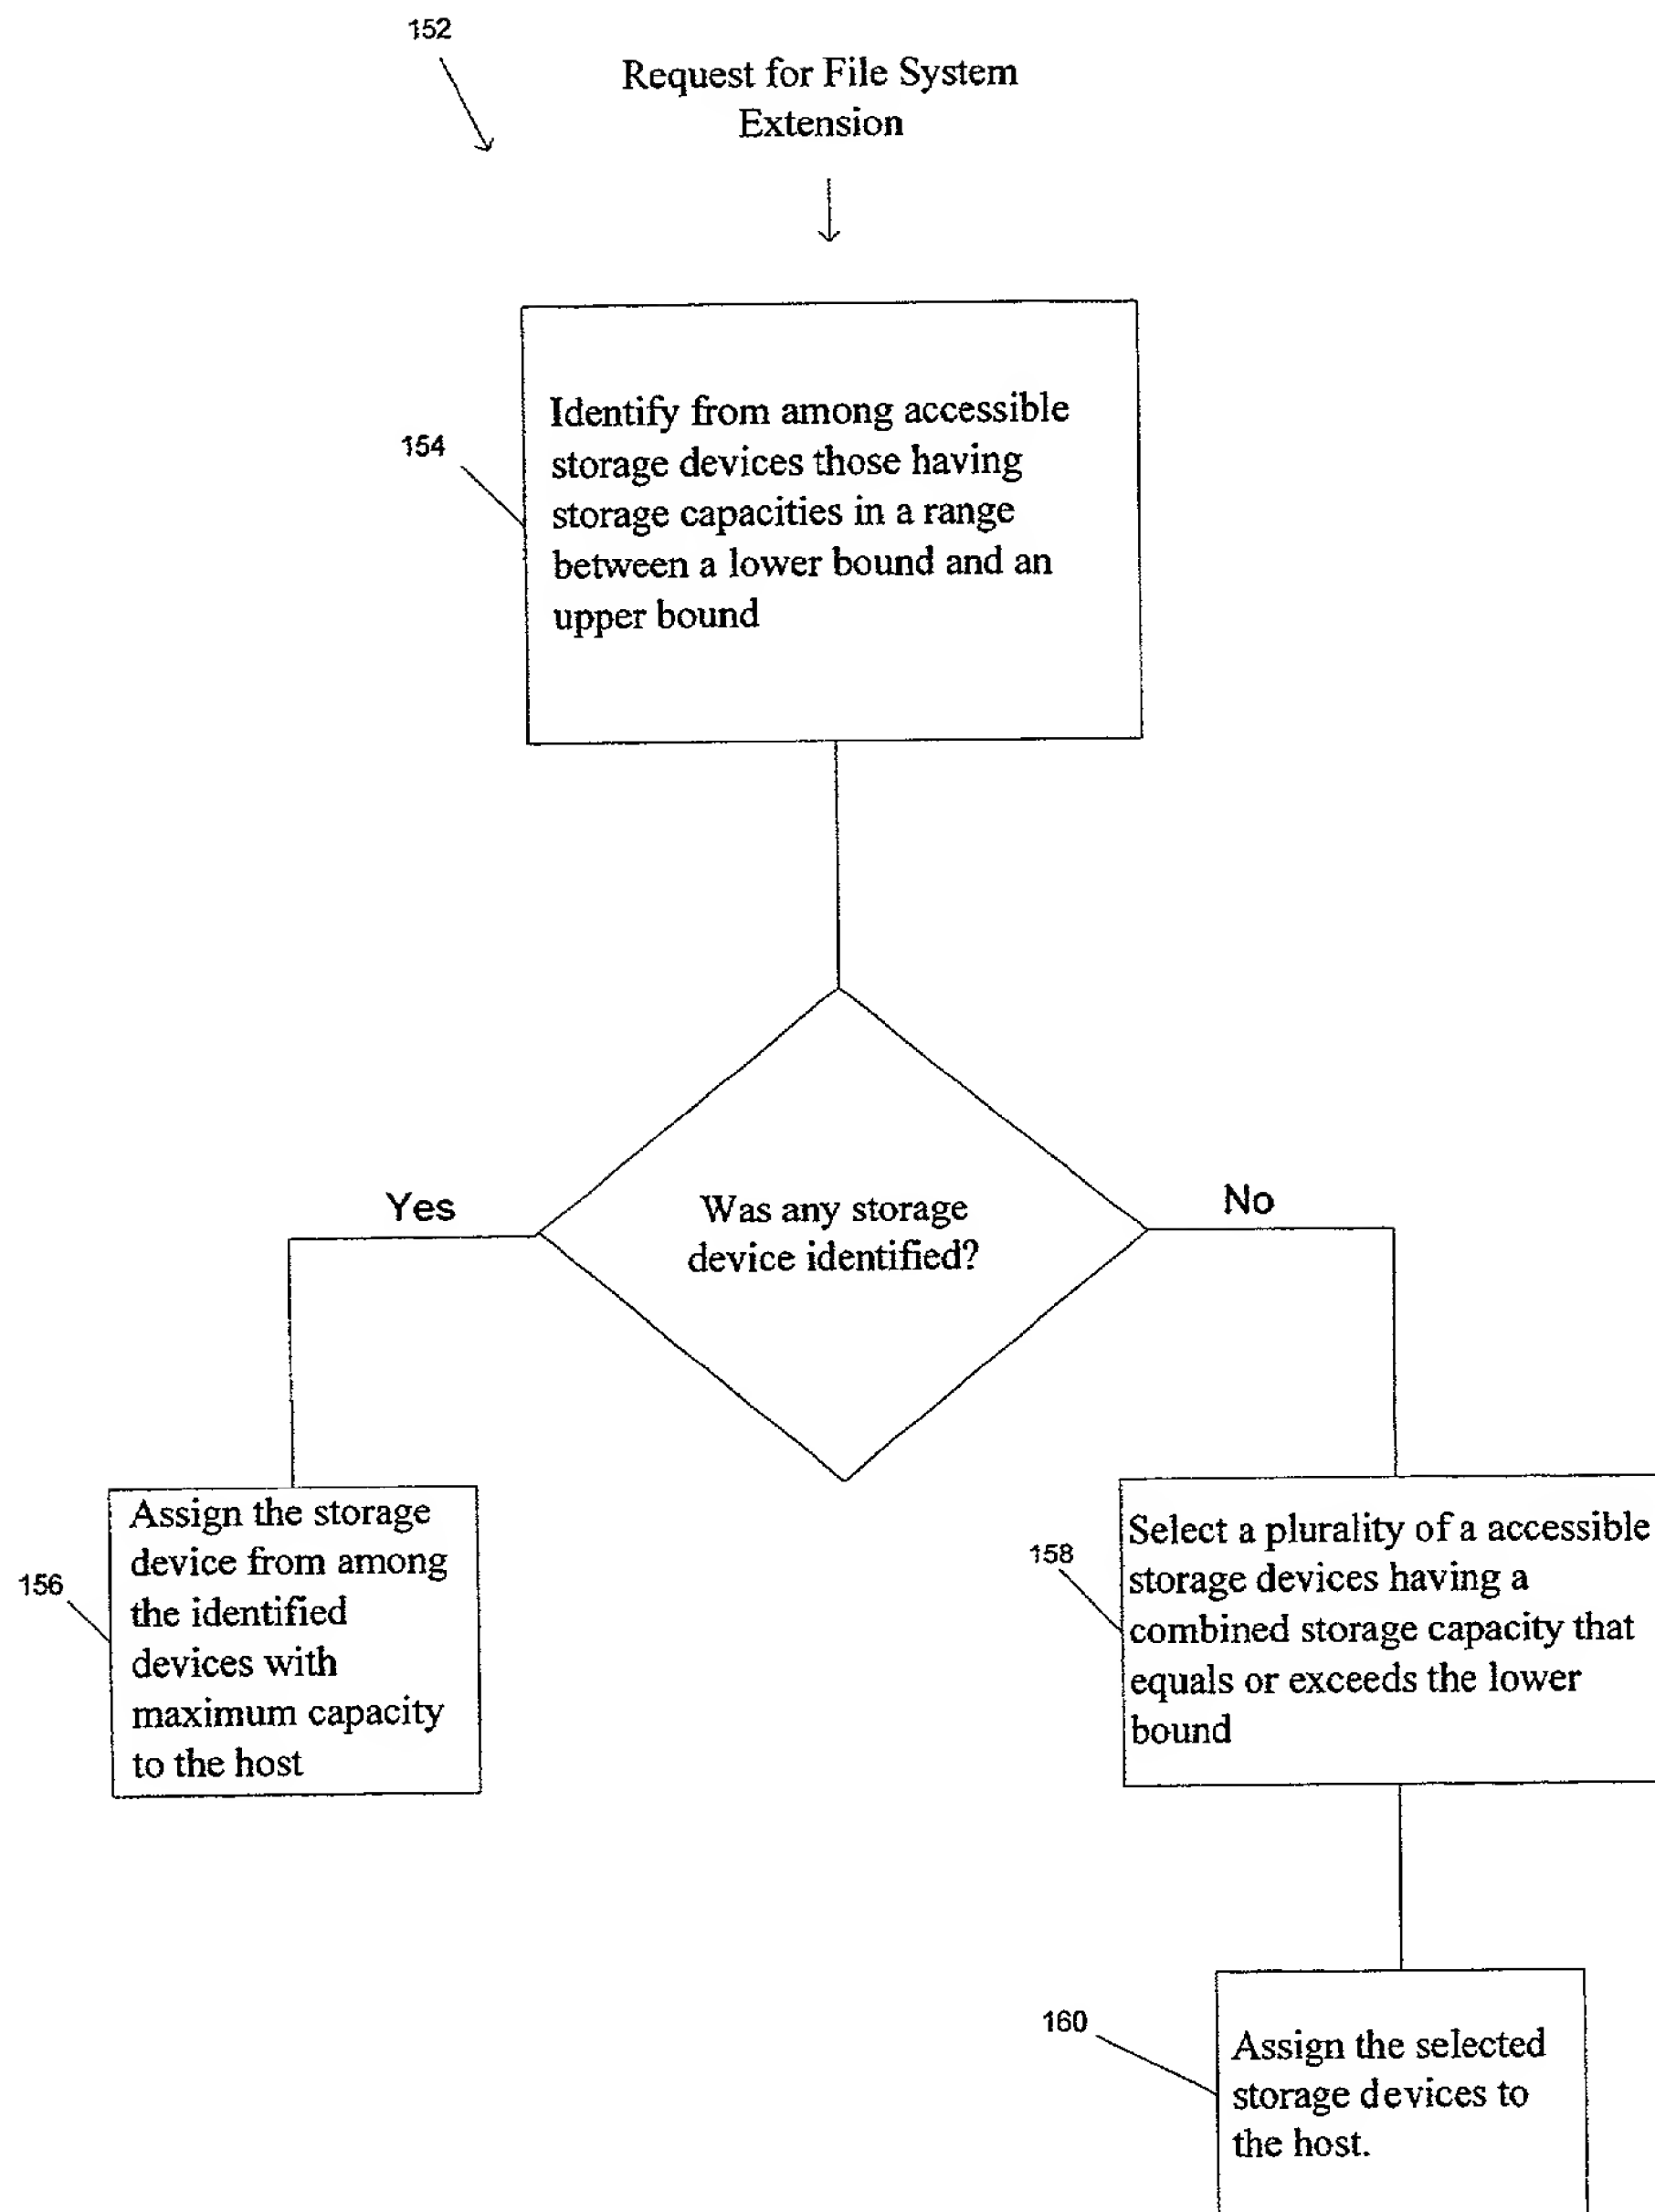 152
Request for File System
Extension
154
Identify from among accessible
storage devices those having
storage capacities in a range
between a lower bound and an
upper bound
Yes
Was any storage
device identified?
No
156
Assign the storage
device from among
the identified
devices with
maximum capacity
to the host
158
Select a plurality of a accessible
storage devices having a
combined storage capacity that
equals or exceeds the lower
bound
160
Assign the selected
storage devices to
the host.